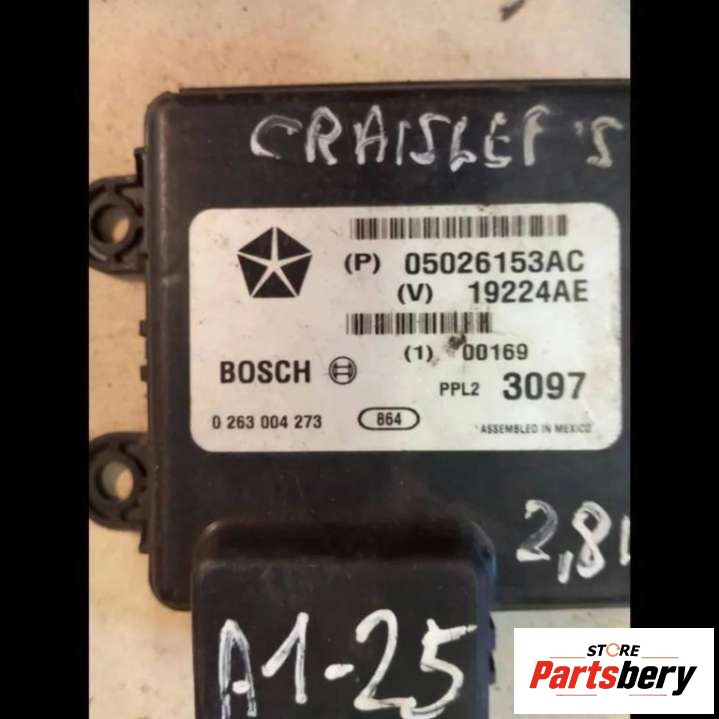 CRAISLEF 'S
(P) 05026153AC
(V) 19224AE
(1) 00169
BOSCH
PPL2 3097
0 263 004 273 864
ASSEMBLED IN MEXICO
2,8
A1-25
STORE
Partsbery